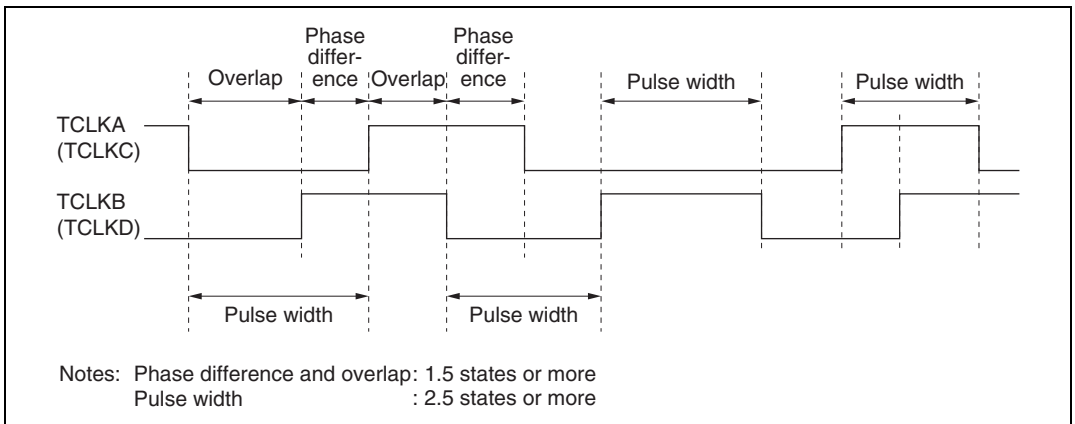 Phase
differ-
ence
Phase
differ-
ence
Overlap
Overlap
Pulse width
Pulse width
TCLKA
(TCLKC)
TCLKB
(TCLKD)
Pulse width
Pulse width
Notes: Phase difference and overlap : 1.5 states or more
Pulse width : 2.5 states or more